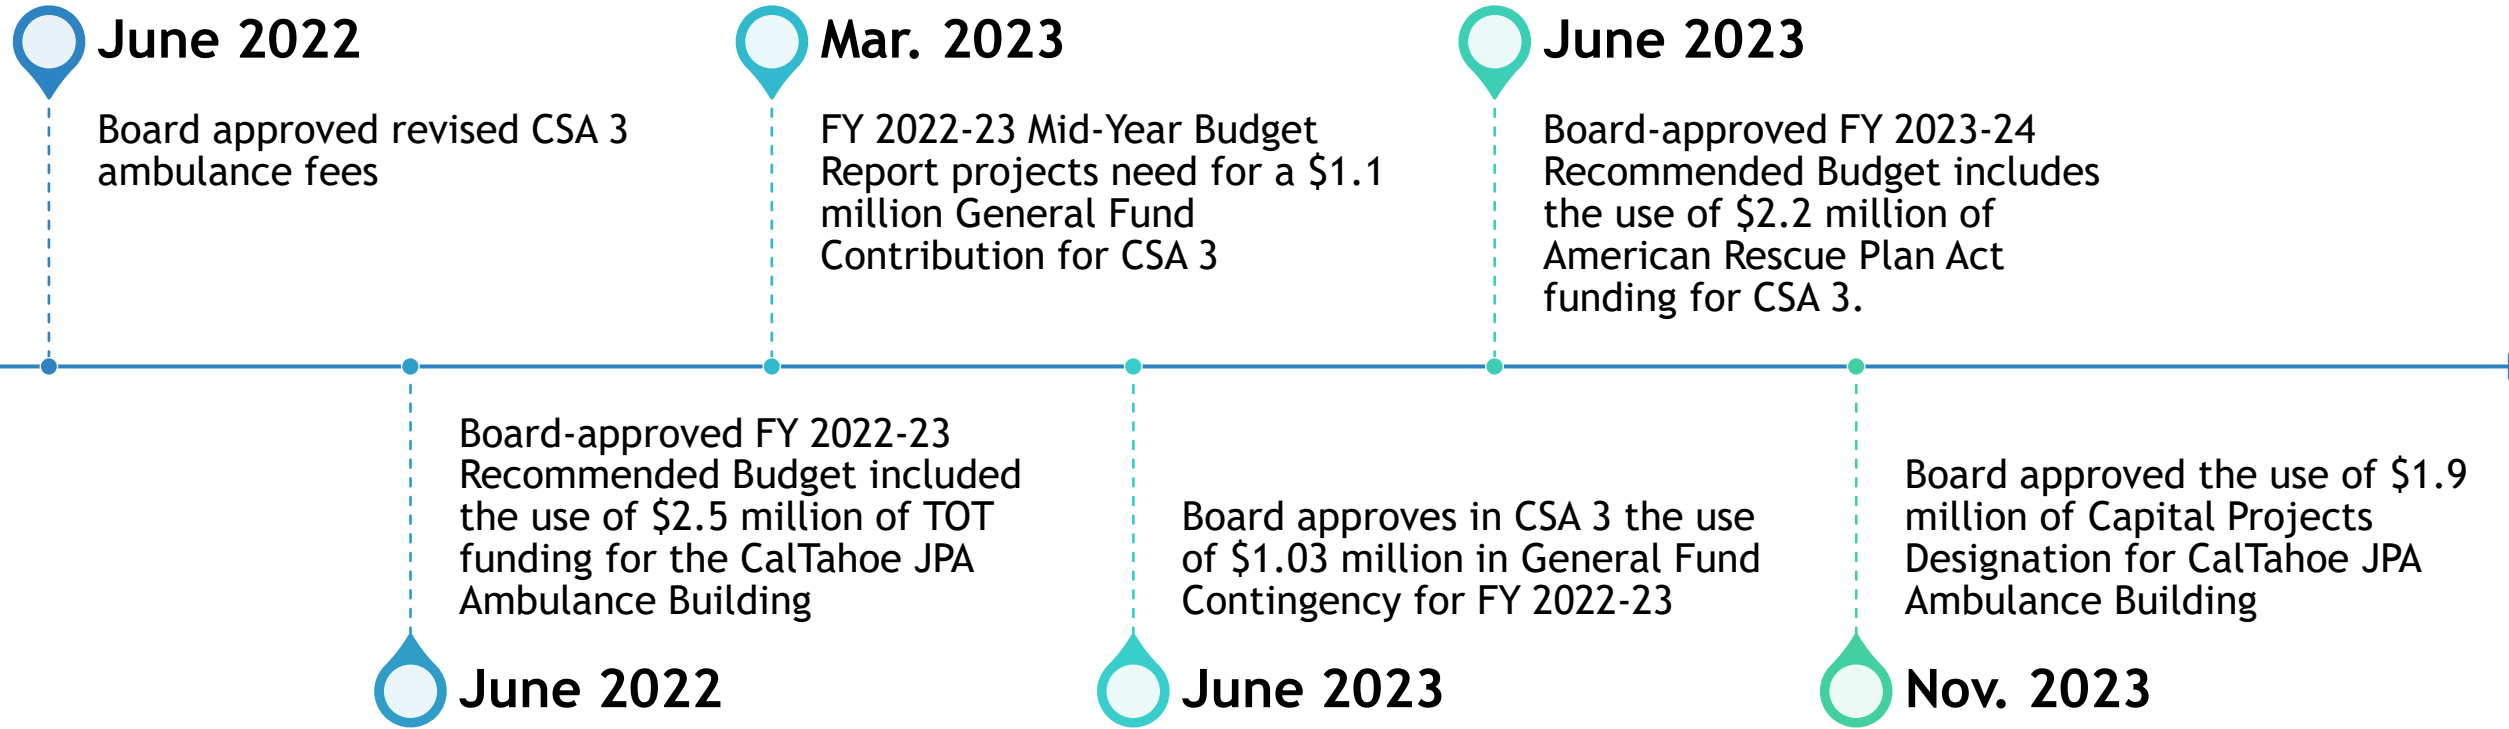 June 2022
Board approved revised CSA 3
ambulance fees
Board-approved FY 2022-23
Recommended Budget included
the use of $2.5 million of TOT
funding for the CalTahoe JPA
Ambulance Building
June 2022
Mar. 2023
FY 2022-23 Mid-Year Budget
Report projects need for a $1.1
million General Fund
Contribution for CSA 3
Board approves in CSA 3 the use
of $1.03 million in General Fund
Contingency for FY 2022-23
June 2023
June 2023
Board-approved FY 2023-24
Recommended Budget includes
the use of $2.2 million of
American Rescue Plan Act
funding for CSA 3.
Board approved the use of $1.9
million of Capital Projects
Designation for CalTahoe JPA
Ambulance Building
Nov. 2023